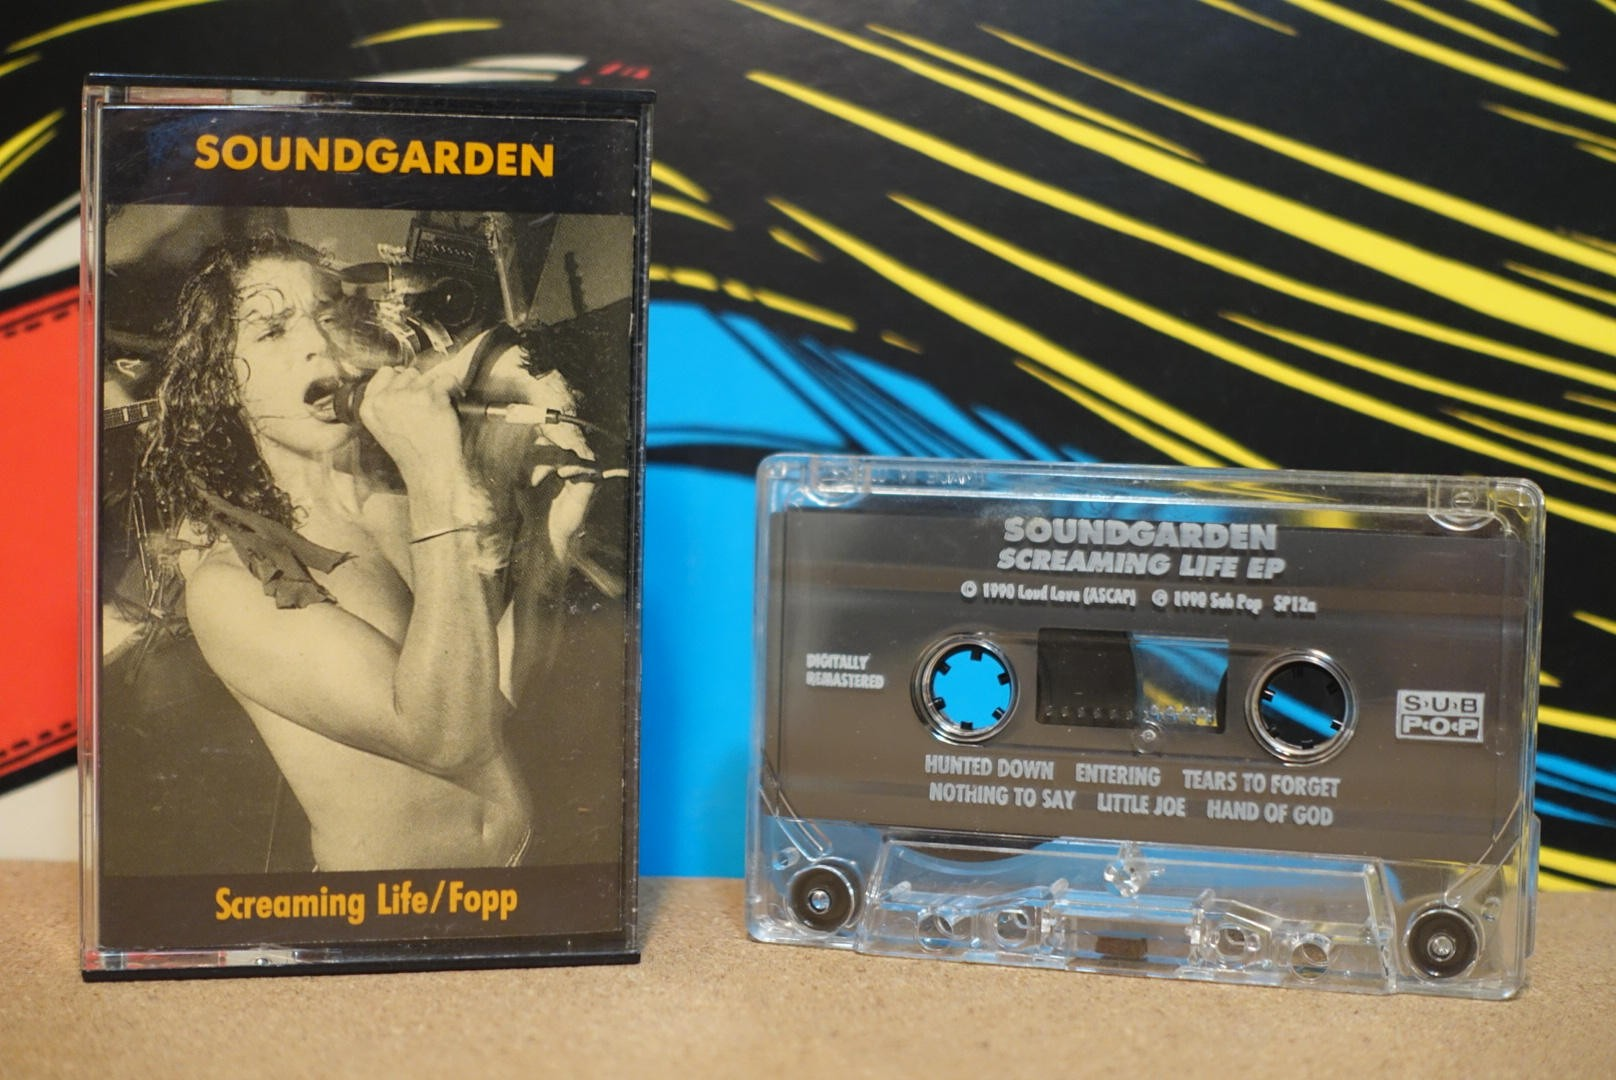 SOUNDGARDEN
Screaming Life/Fopp
SOUNDGARDEN
SCREAMING LIFE EP
© 1990 Loud Love (ASCAP) ℗ 1990 Sub Pop SP12a
DIGITALLY
REMASTERED
SUB
POP
HUNTED DOWN ENTERING TEARS TO FORGET
NOTHING TO SAY LITTLE JOE HAND OF GOD